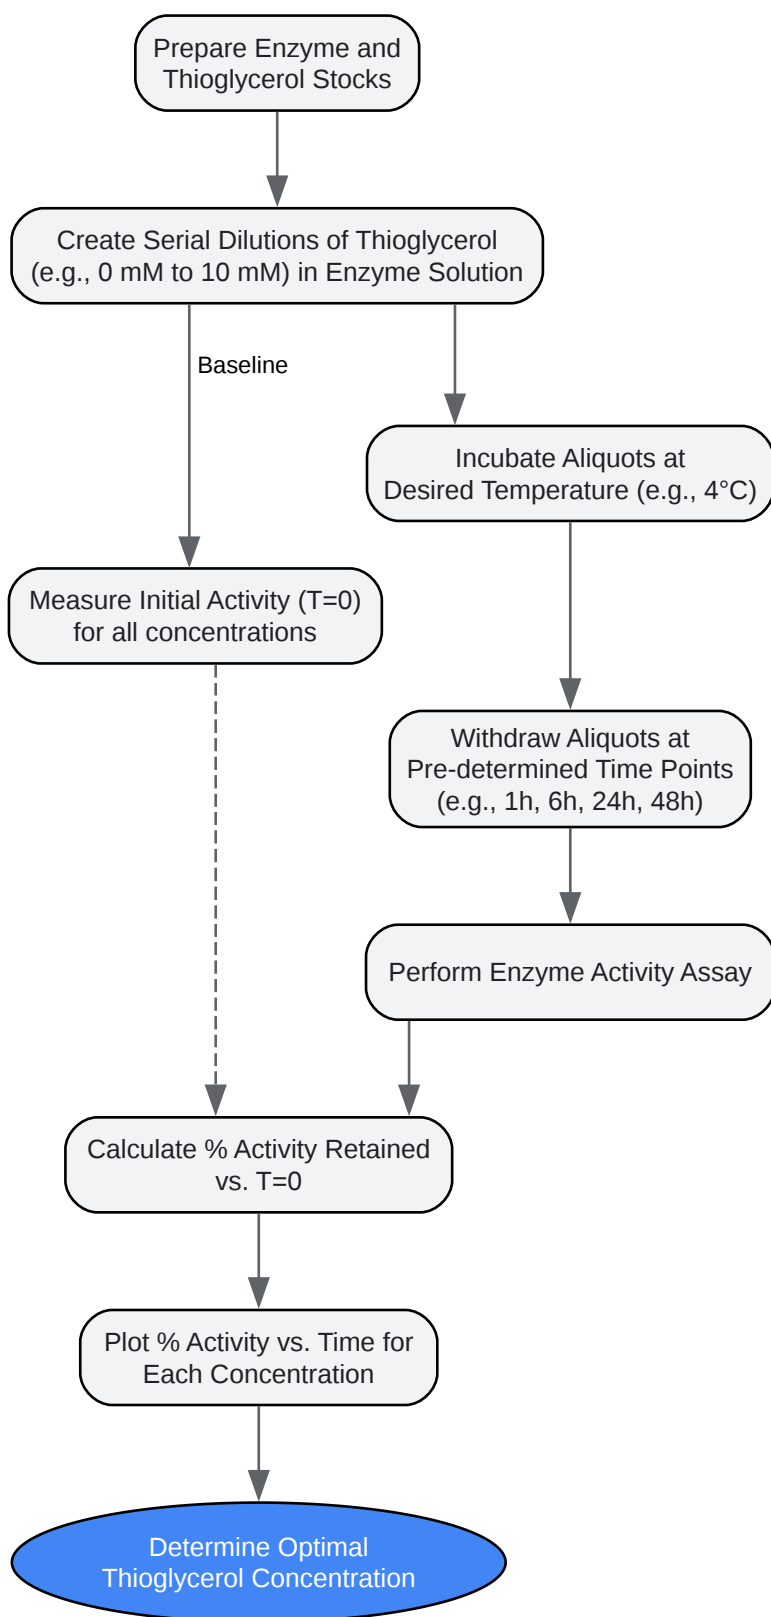 Prepare Enzyme and
Thioglycerol Stocks
Create Serial Dilutions of Thioglycerol
(e.g., 0 mM to 10 mM) in Enzyme Solution
Baseline
Incubate Aliquots at
Desired Temperature (e.g., 4°C)
Measure Initial Activity (T=0)
for all concentrations
Withdraw Aliquots at
Pre-determined Time Points
(e.g., 1h, 6h, 24h, 48h)
Perform Enzyme Activity Assay
Calculate % Activity Retained
vs. T=0
Plot % Activity vs. Time for
Each Concentration
Determine Optimal
Thioglycerol Concentration